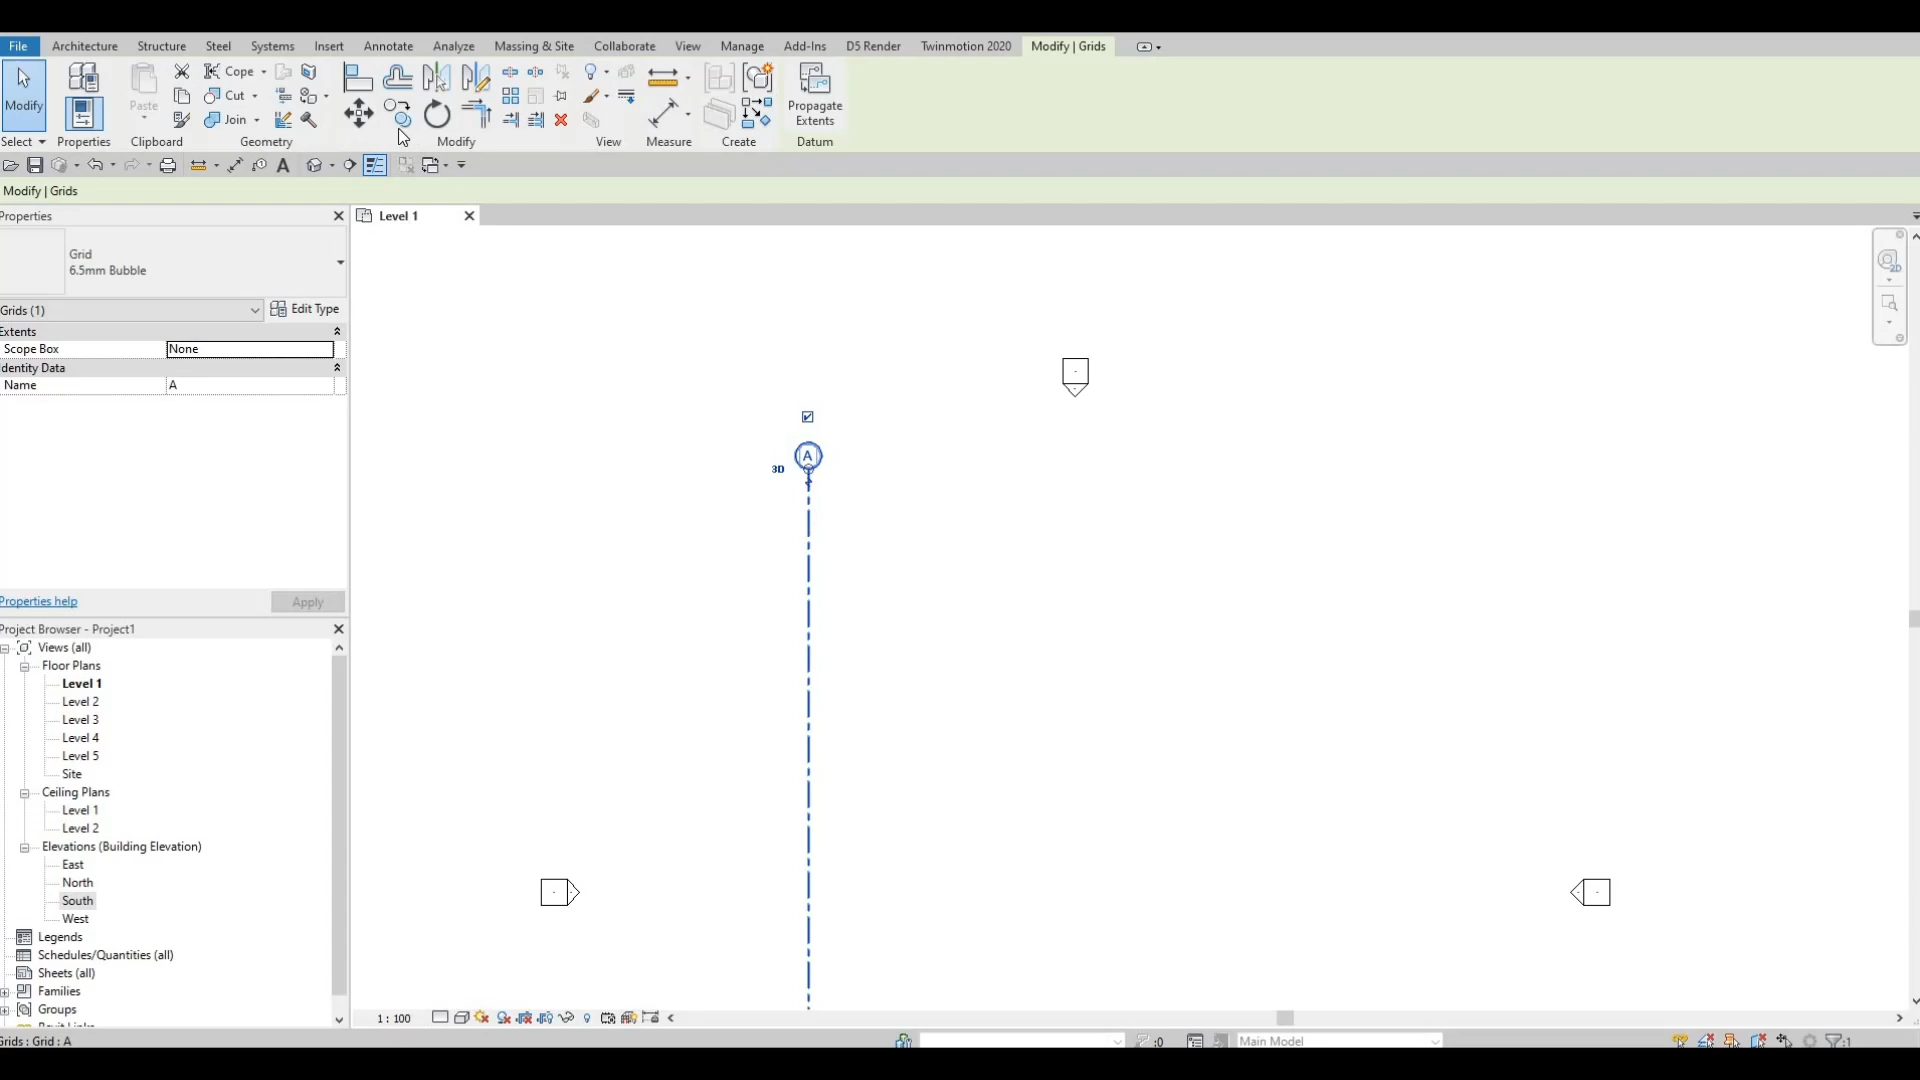 File Architecture Structure Steel Systems Insert Annotate Analyze Massing & Site Collaborate View Manage Add-Ins D5 Render Twinmotion 2020 Modify | Grids
Modify
Paste
Cope
Cut
Join
Propagate
Extents
Select Properties Clipboard Geometry Modify View Measure Create Datum
A
Modify | Grids
Properties
Level 1
Grid
6.5mm Bubble
2D
Grids (1) Edit Type
Extents
Scope Box None
Identity Data
Name A
A
3D
Properties help Apply
Project Browser - Project1
Views (all)
Floor Plans
Level 1
Level 2
Level 3
Level 4
Level 5
Site
Ceiling Plans
Level 1
Level 2
Elevations (Building Elevation)
East
North
South
West
Legends
Schedules/Quantities (all)
Sheets (all)
Families
Groups
1 : 100
Grids : Grid : A
:0
Main Model
:1